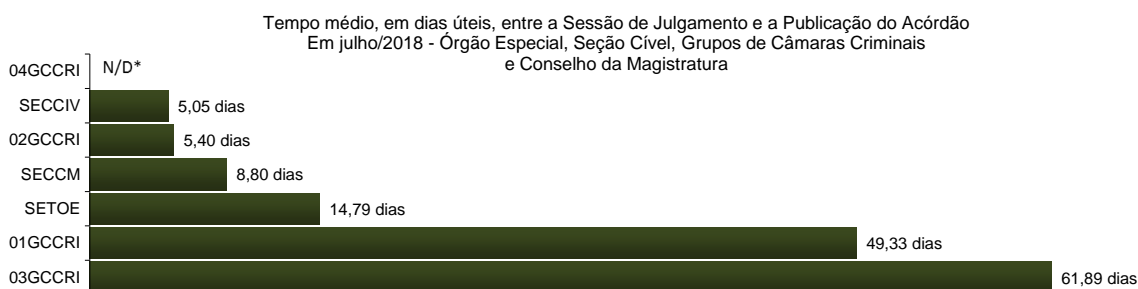 Tempo médio, em dias úteis, entre a Sessão de Julgamento e a Publicação do Acórdão
Em julho/2018 - Órgão Especial, Seção Cível, Grupos de Câmaras Criminais
e Conselho da Magistratura
04GCCRI N/D*
SECCIV 5,05 dias
02GCCRI 5,40 dias
SECCM 8,80 dias
SETOE 14,79 dias
01GCCRI 49,33 dias
03GCCRI 61,89 dias